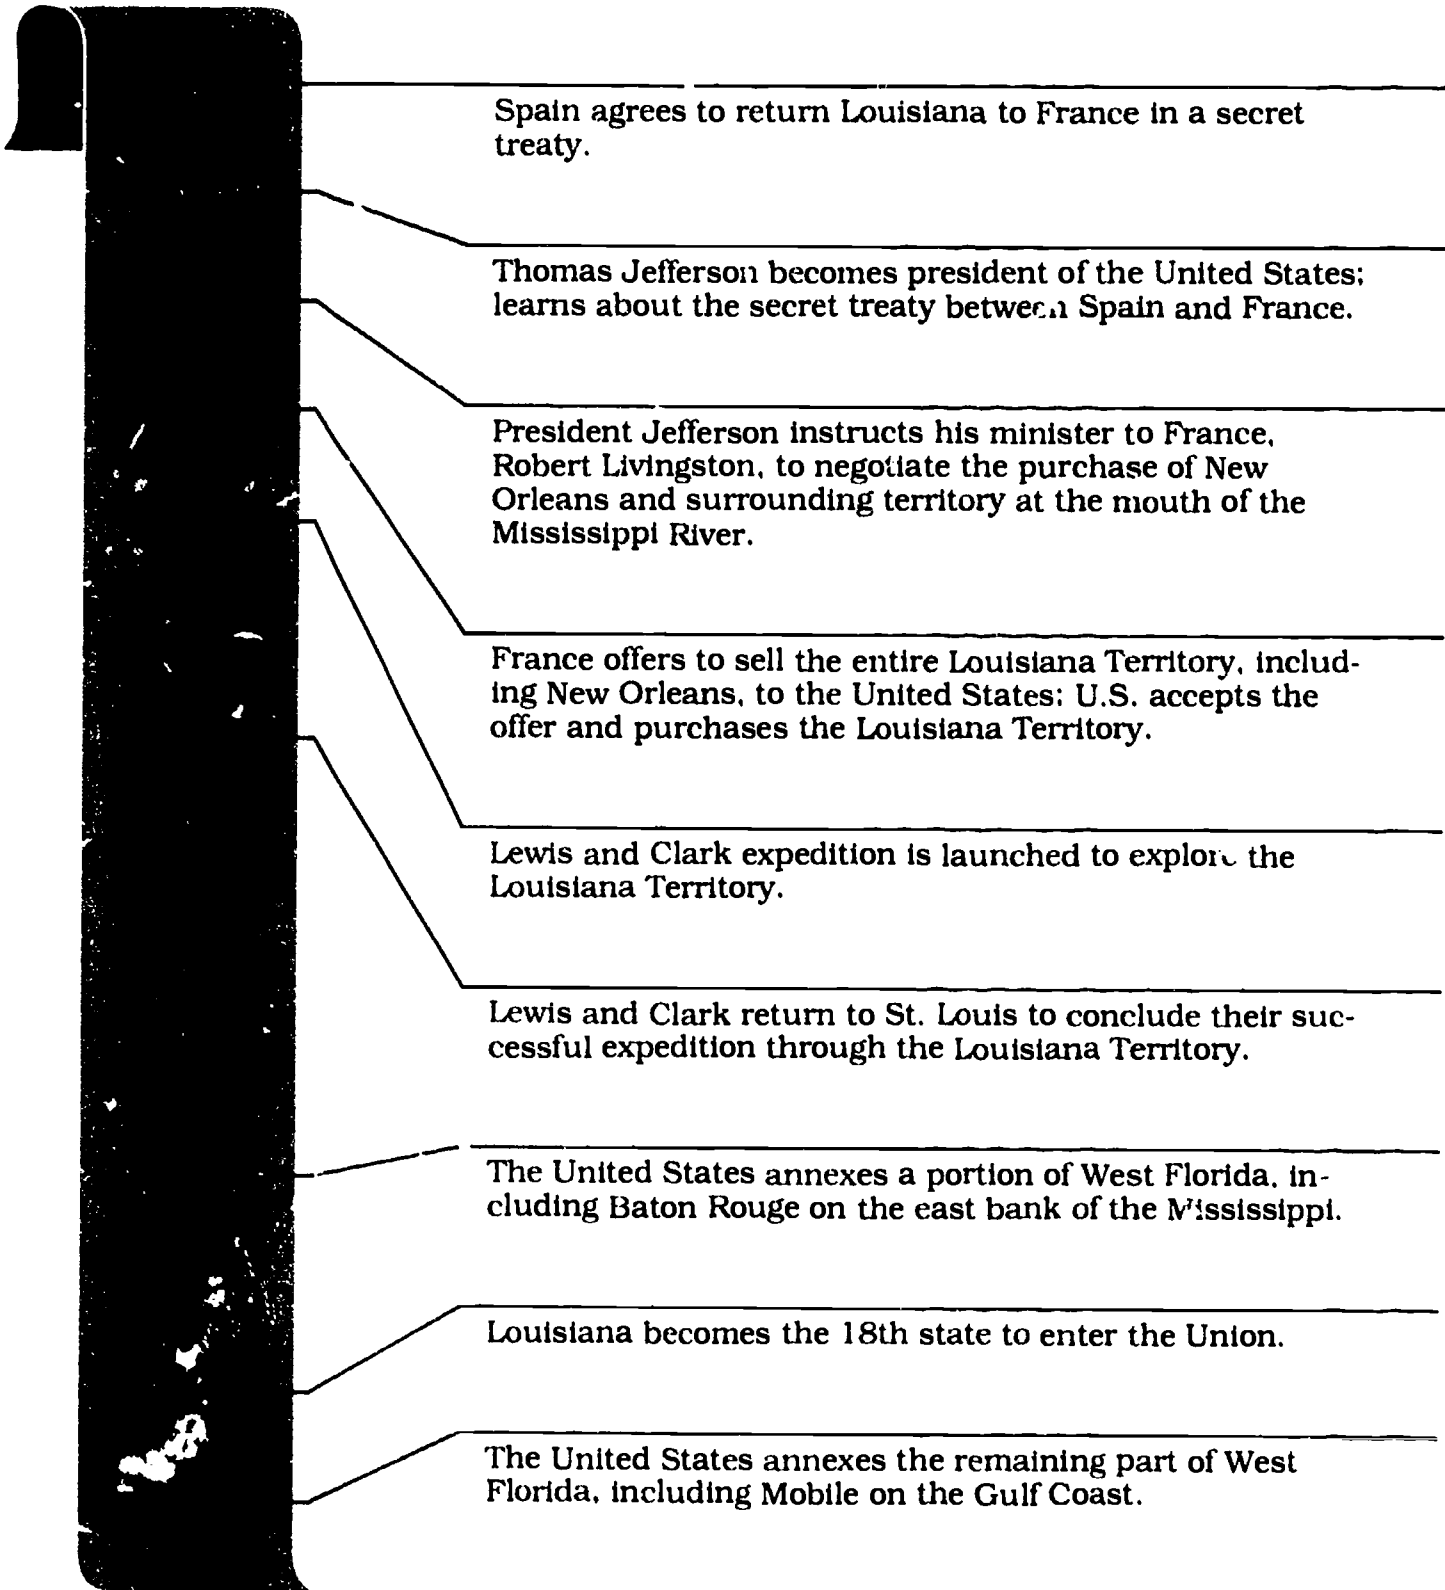 Spain agrees to return Louisiana to France in a secret
treaty.
Thomas Jefferson becomes president of the United States;
learns about the secret treaty between Spain and France.
President Jefferson instructs his minister to France,
Robert Livingston, to negotiate the purchase of New
Orleans and surrounding territory at the mouth of the
Mississippi River.
France offers to sell the entire Louisiana Territory, includ-
ing New Orleans, to the United States; U.S. accepts the
offer and purchases the Louisiana Territory.
Lewis and Clark expedition is launched to explore the
Louisiana Territory.
Lewis and Clark return to St. Louis to conclude their suc-
cessful expedition through the Louisiana Territory.
The United States annexes a portion of West Florida, in-
cluding Baton Rouge on the east bank of the Mississippi.
Louisiana becomes the 18th state to enter the Union.
The United States annexes the remaining part of West
Florida, including Mobile on the Gulf Coast.